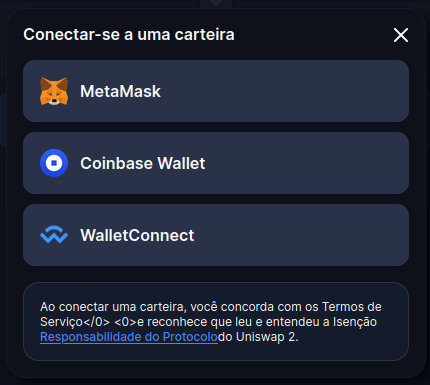 Conectar-se a uma carteira
MetaMask
Coinbase Wallet
WalletConnect
Ao conectar uma carteira, você concorda com os Termos de
Serviço</0> <0>e reconhece que leu e entendeu a Isenção
Responsabilidade do Protocolodo Uniswap 2.